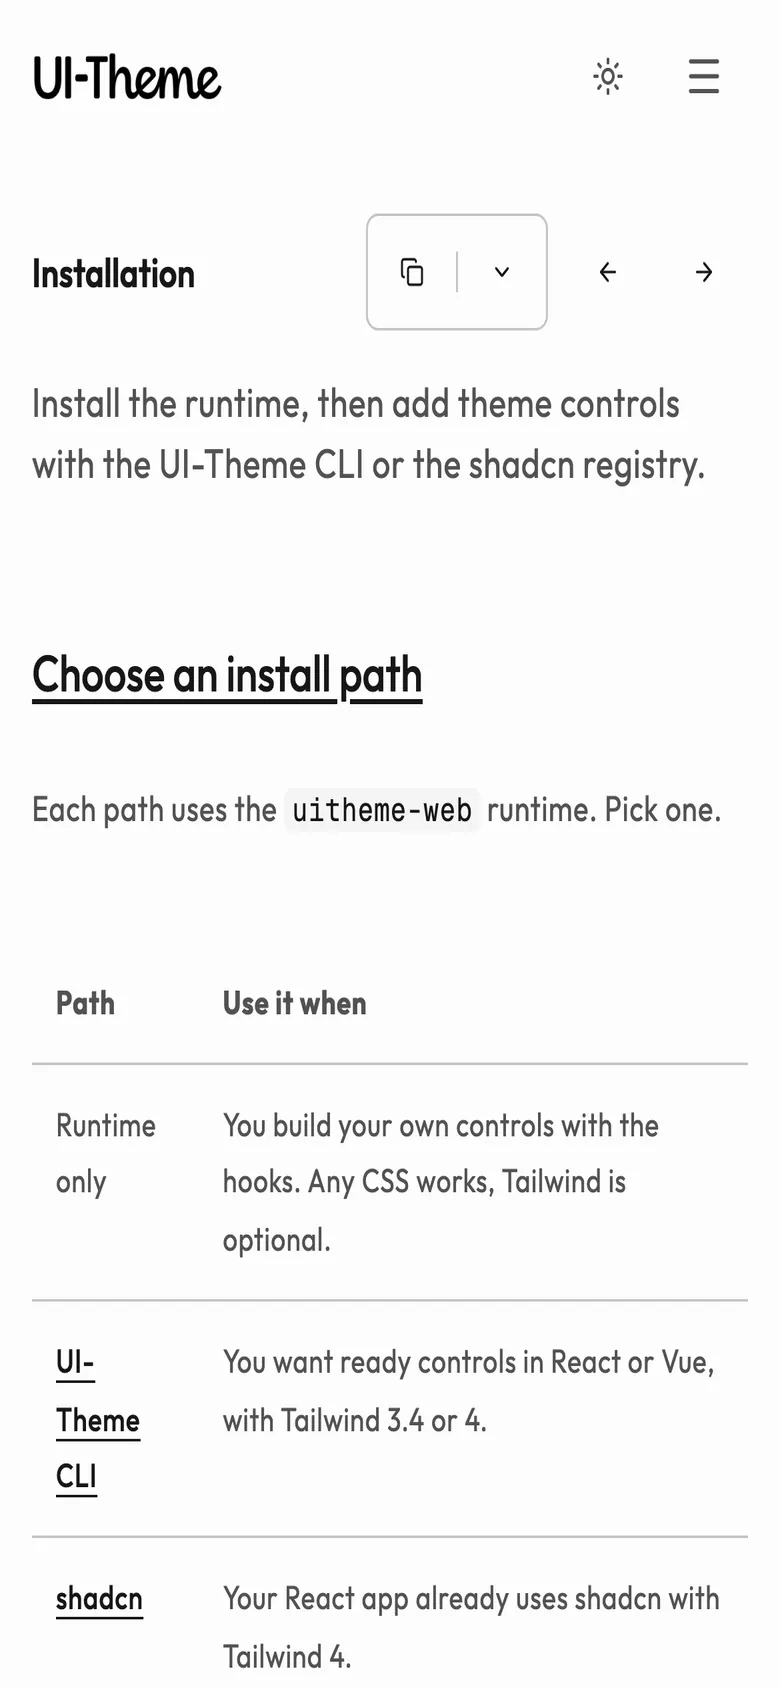 UI-Theme
Installation
Install the runtime, then add theme controls
with the UI-Theme CLI or the shadcn registry.
Choose an install path
Each path uses the uitheme-web runtime. Pick one.
Path Use it when
Runtime only
You build your own controls with the
hooks. Any CSS works, Tailwind is
optional.
UI-
Theme
CLI
You want ready controls in React or Vue,
with Tailwind 3.4 or 4.
shadcn
Your React app already uses shadcn with
Tailwind 4.